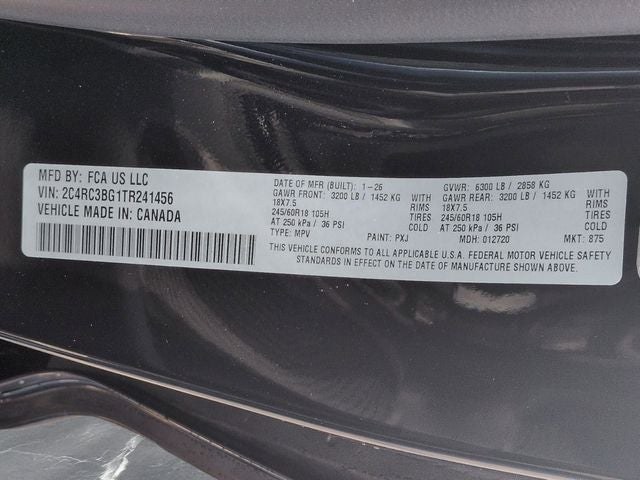 MFD BY: FCA US LLC
VIN: 2C4RC3BG1TR241456
VEHICLE MADE IN: CANADA
DATE OF MFR (BUILT): 1-26 GVWR: 6300 LB / 2858 KG
GAWR FRONT: 3200 LB / 1452 KG WITH GAWR REAR: 3200 LB / 1452 KG WITH
18X7.5 RIMS 18X7.5 RIMS
245/60R18 105H TIRES 245/60R18 105H TIRES
AT 250 kPa / 36 PSI COLD AT 250 kPa / 36 PSI COLD
TYPE: MPV PAINT: PXJ MDH: 012720 MKT: 875
THIS VEHICLE CONFORMS TO ALL APPLICABLE U.S.A. FEDERAL MOTOR VEHICLE SAFETY
STANDARDS IN EFFECT ON THE DATE OF MANUFACTURE SHOWN ABOVE.